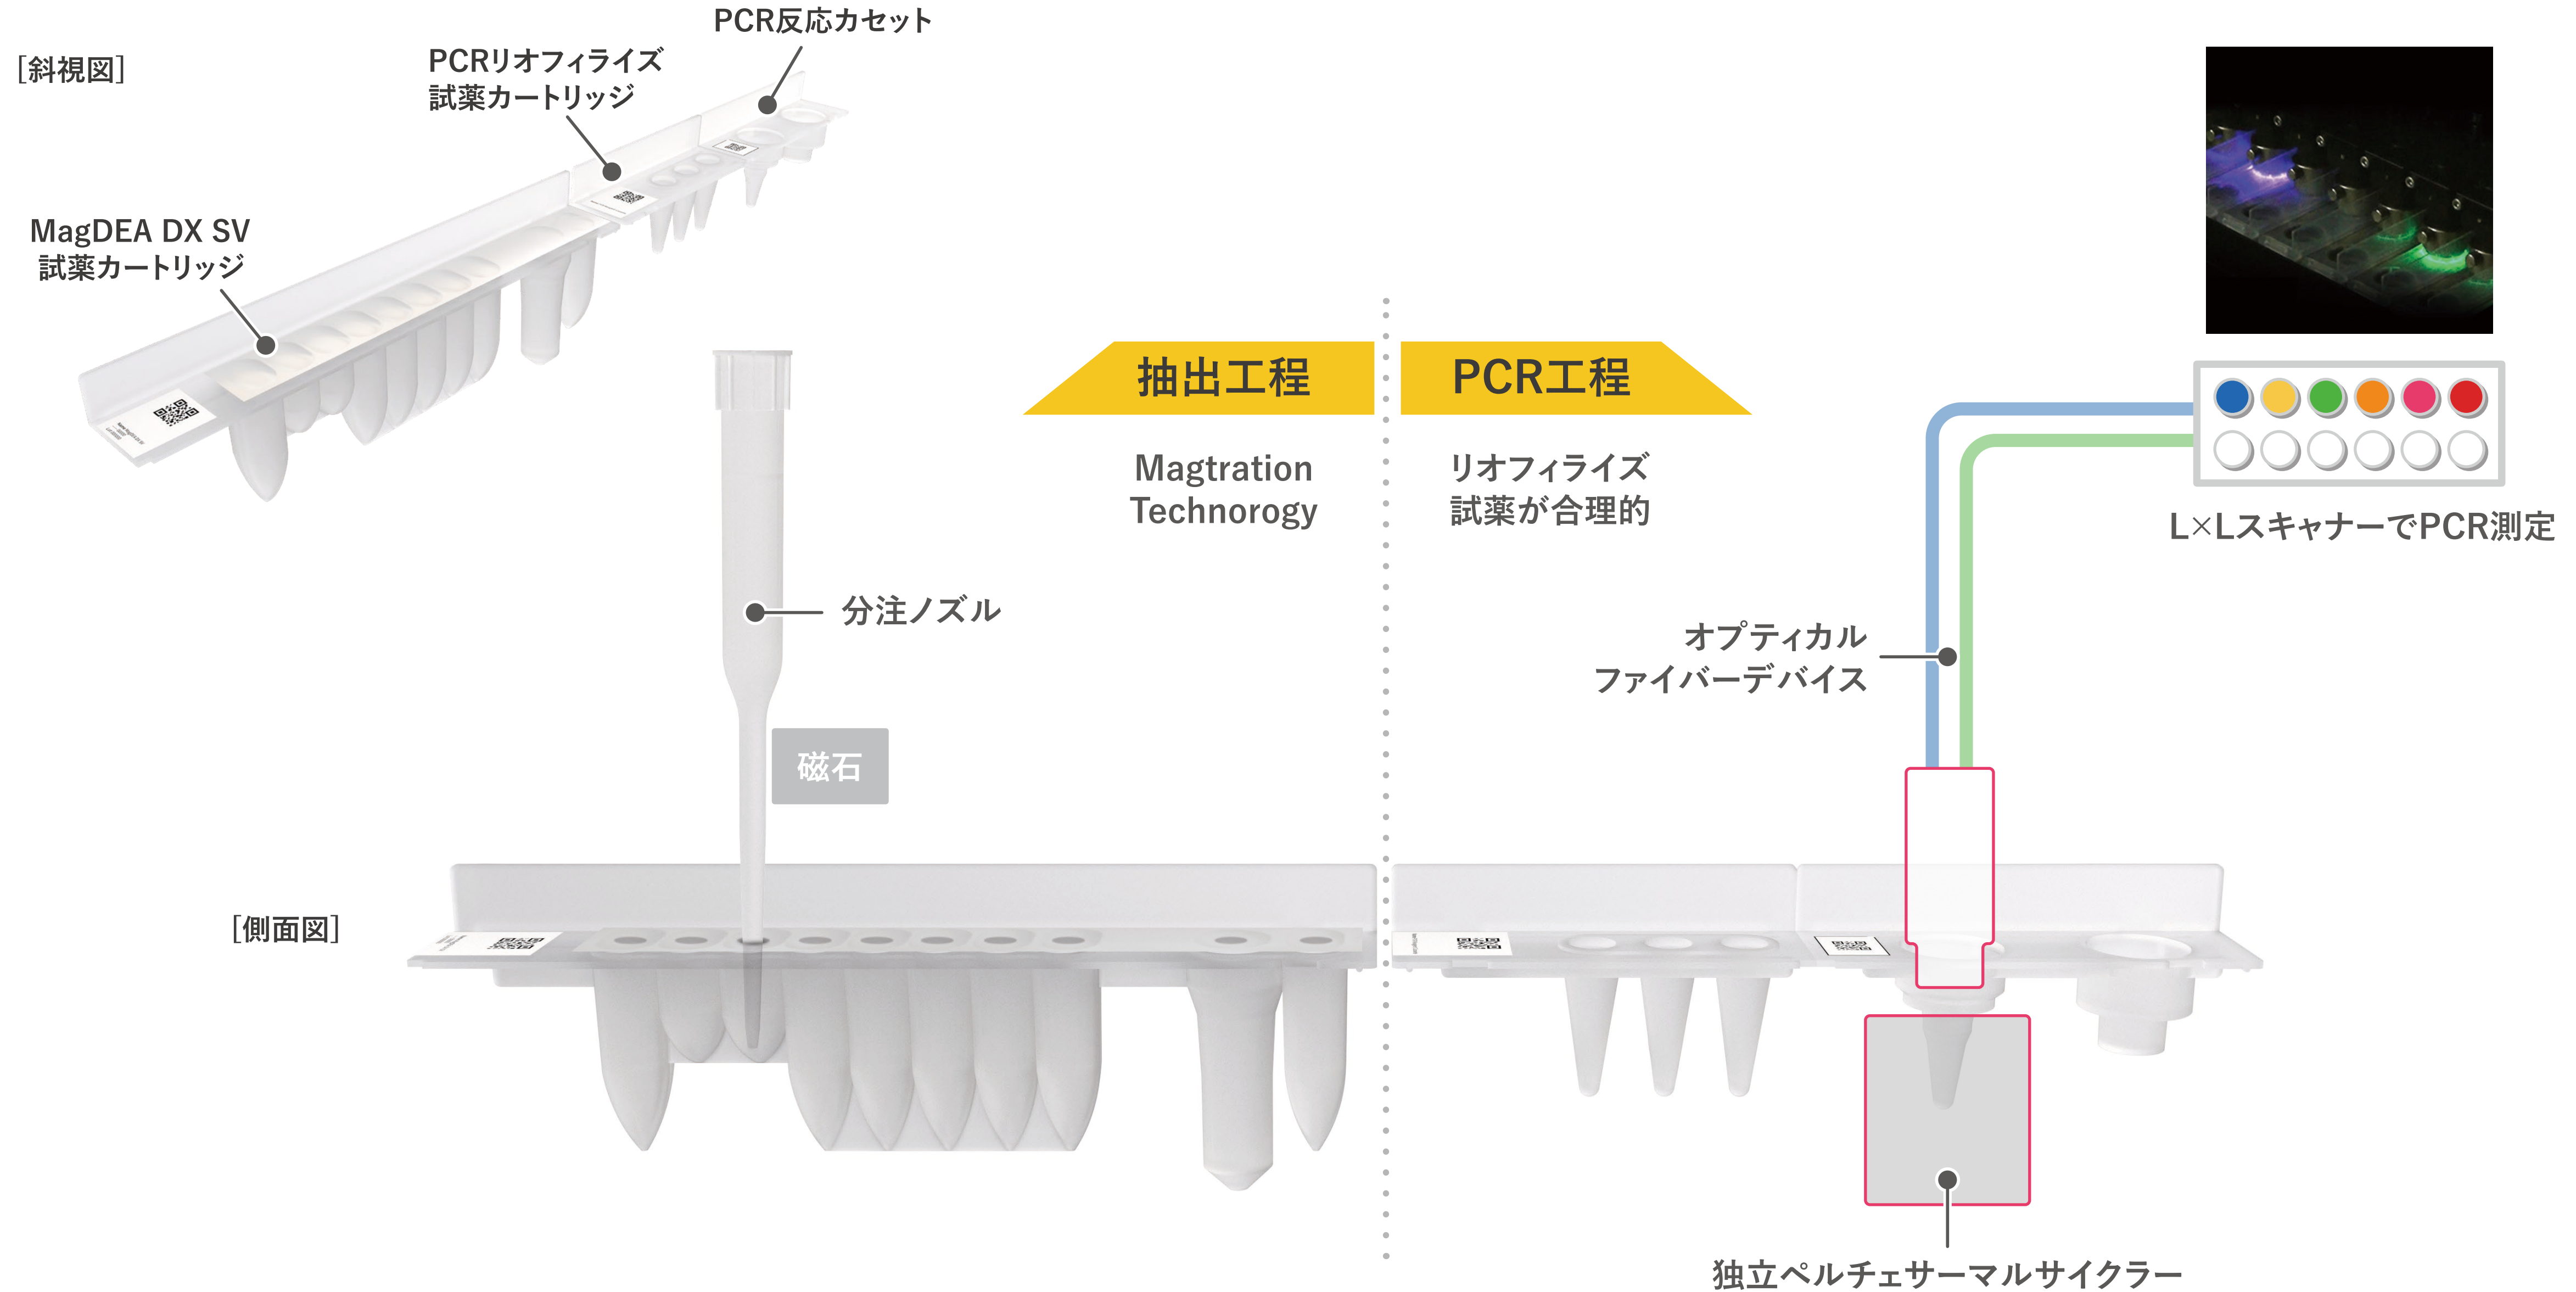 [斜視図]
PCR反応カセット
PCRリオフィライズ
試薬カートリッジ
MagDEA DX SV
試薬カートリッジ
抽出工程
PCR工程
Magtration
Technorogy
リオフィライズ
試薬が合理的
L×LスキャナーでPCR測定
分注ノズル
オプティカル
ファイバーデバイス
磁石
[側面図]
独立ペルチェサーマルサイクラー